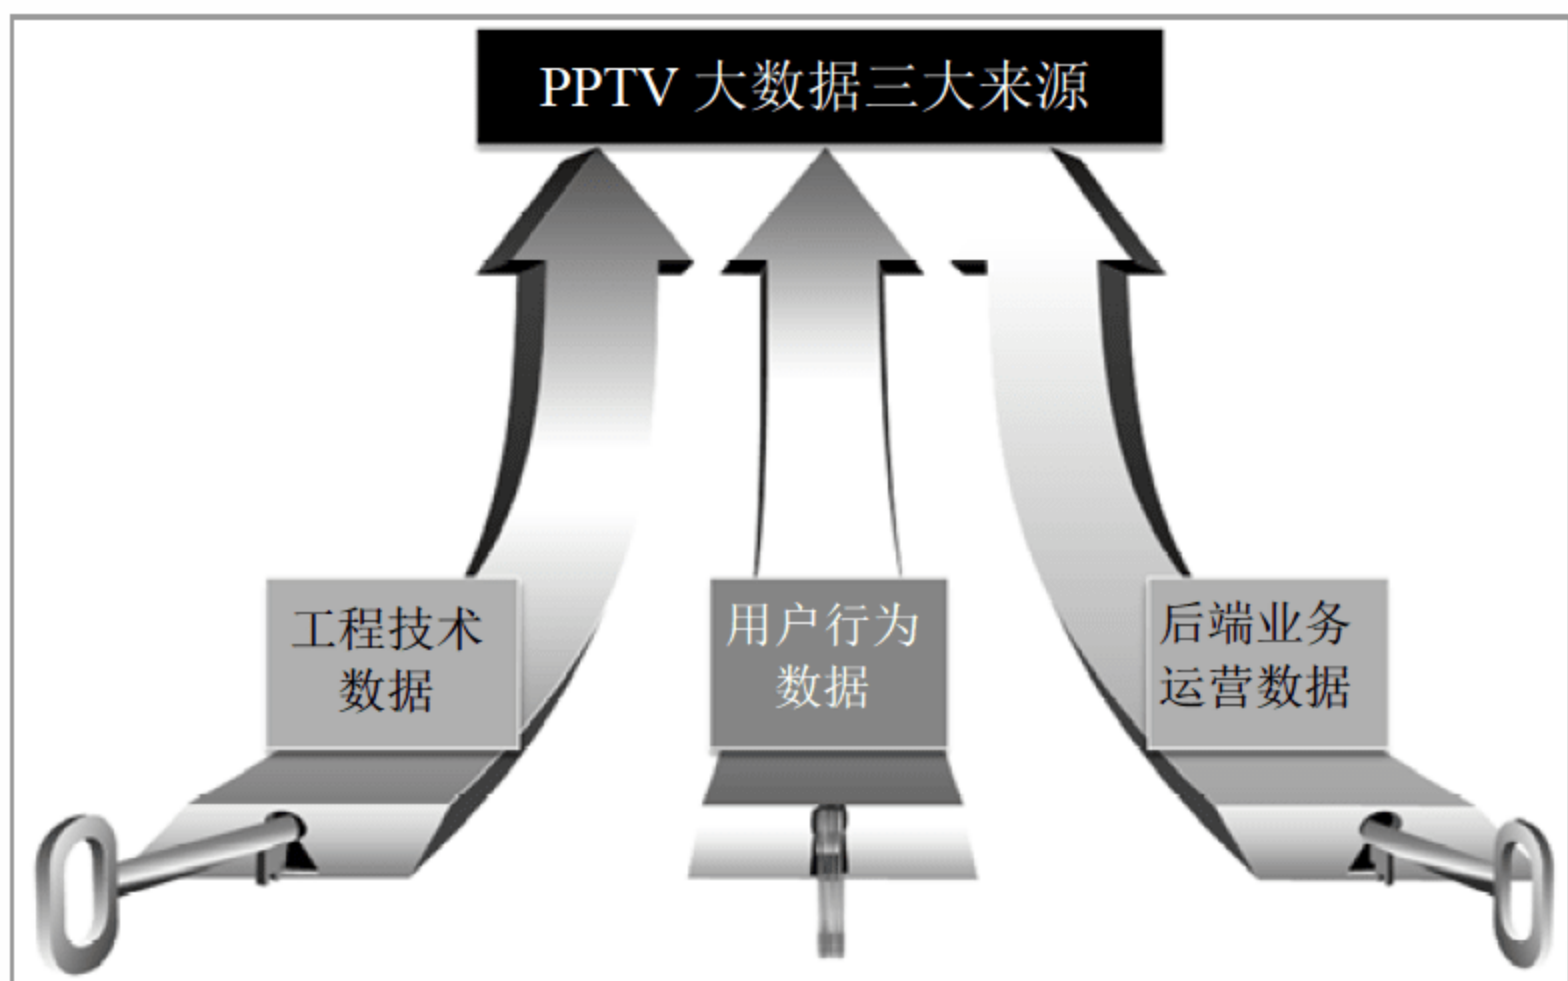 PPTV 大数据三大来源
工程技术
数据
用户行为
数据
后端业务
运营数据